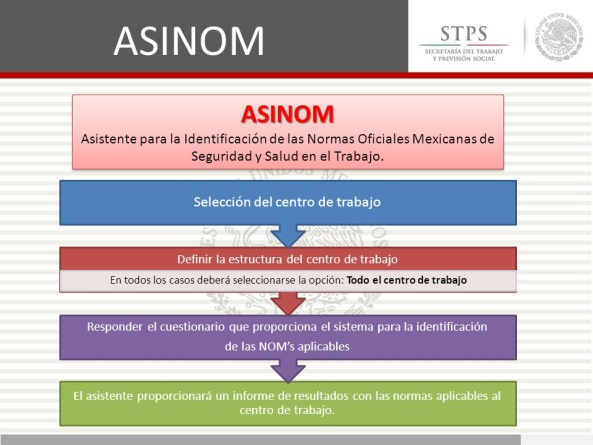 ASINOM
STPS
SECRETARÍA DEL TRABAJO
Y PREVISIÓN SOCIAL
ASINOM
Asistente para la Identificación de las Normas Oficiales Mexicanas de
Seguridad y Salud en el Trabajo.
Selección del centro de trabajo
Definir la estructura del centro de trabajo
En todos los casos deberá seleccionarse la opción: Todo el centro de trabajo
Responder el cuestionario que proporciona el sistema para la identificación
de las NOM's aplicables
El asistente proporcionará un informe de resultados con las normas aplicables al
centro de trabajo.